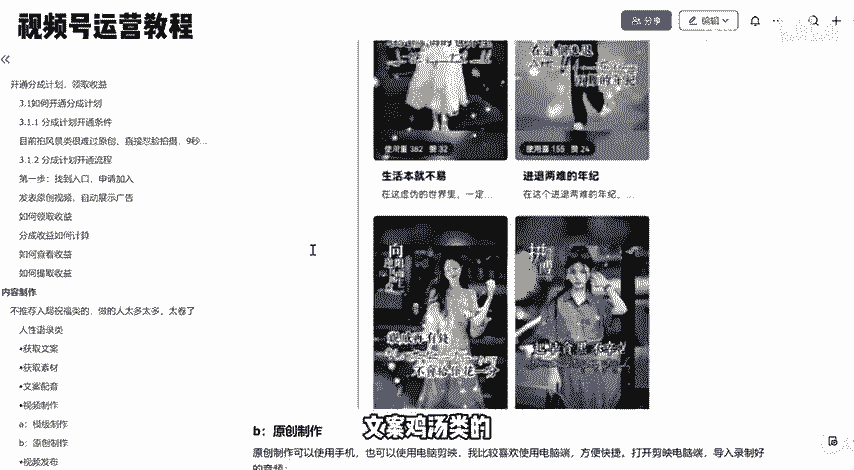 视频号运营教程
分享
编辑
开通分成计划，领取收益
3.1如何开通分成计划
3.1.1 分成计划开通条件
目前拍风景类很难过原创、直接怼脸拍摄，9秒...
3.1.2 分成计划开通流程
第一步：找到入口，申请加入
发表原创视频，自动展示广告
如何领取收益
分成收益如何计算
如何查看收益
如何提取收益
内容制作
不推荐入局祝福类的，做的人太多太多，太卷了
人性语录类
•获取文案
•获取素材
•文案配音
•视频制作
a：模板制作
b：原创制作
•视频发布
使用量 362 赞 32
使用量 155 赞 24
生活本就不易
进退两难的年纪
在这虚伪的世界里，一定...
在这个进退两难的年纪，...
b：原创制作
文案鸡汤类的
原创制作可以使用手机，也可以使用电脑剪映，我比较喜欢使用电脑端，方便快捷。打开剪映电脑端，导入录制好
的音频：